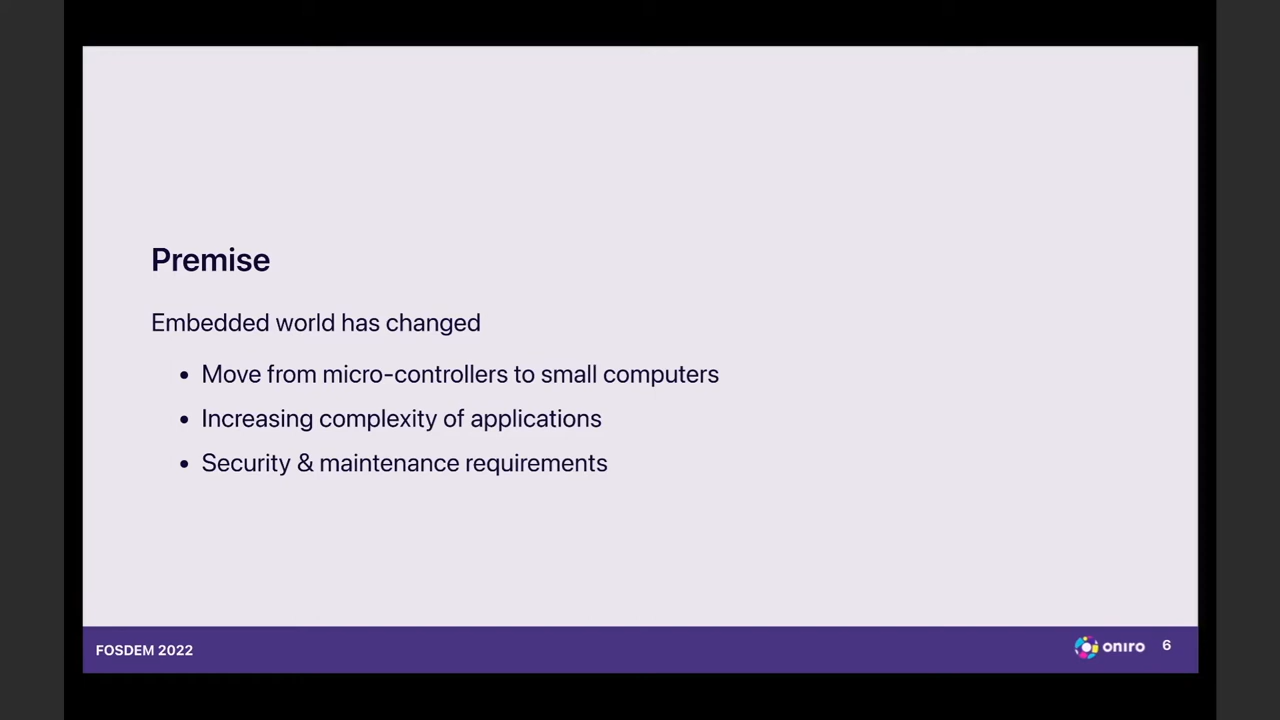 Premise
Embedded world has changed
• Move from micro-controllers to small computers
• Increasing complexity of applications
• Security & maintenance requirements
FOSDEM 2022
oniro 6